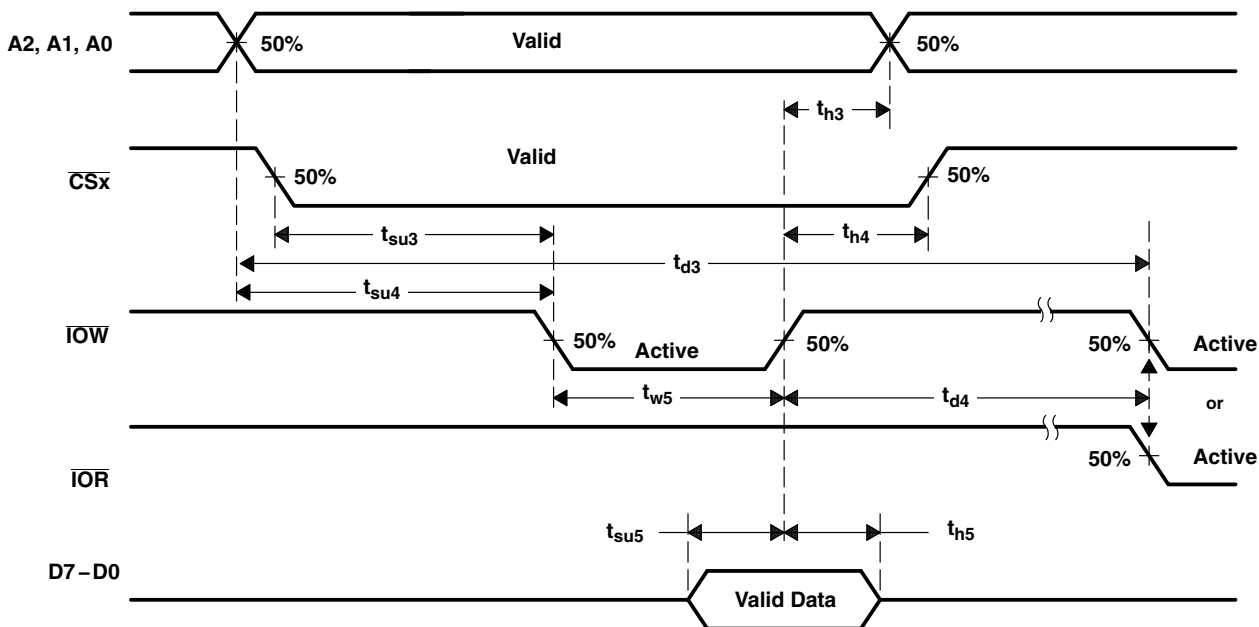 A2, A1, A0
50%
Valid
50%
th3
CSx
50%
Valid
50%
tsu3
th4
td3
tsu4
IOW
50%
Active
50%
50%
Active
tw5
td4
or
IOR
50%
Active
tsu5
th5
D7–D0
Valid Data